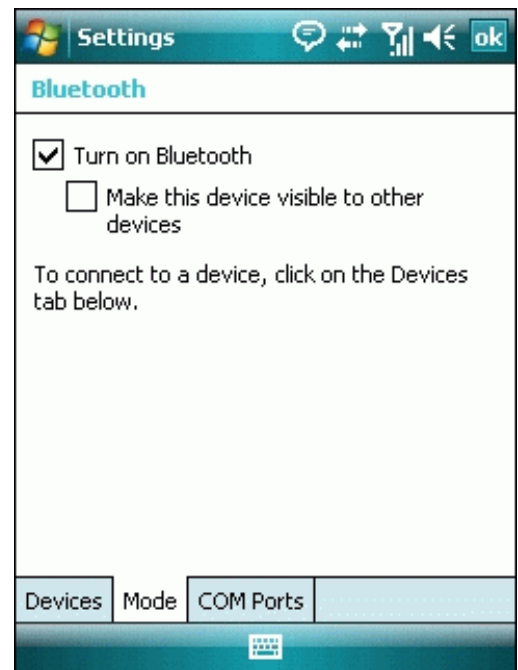 Settings ok
Bluetooth
Turn on Bluetooth
Make this device visible to other
devices
To connect to a device, click on the Devices
tab below.
Devices Mode COM Ports